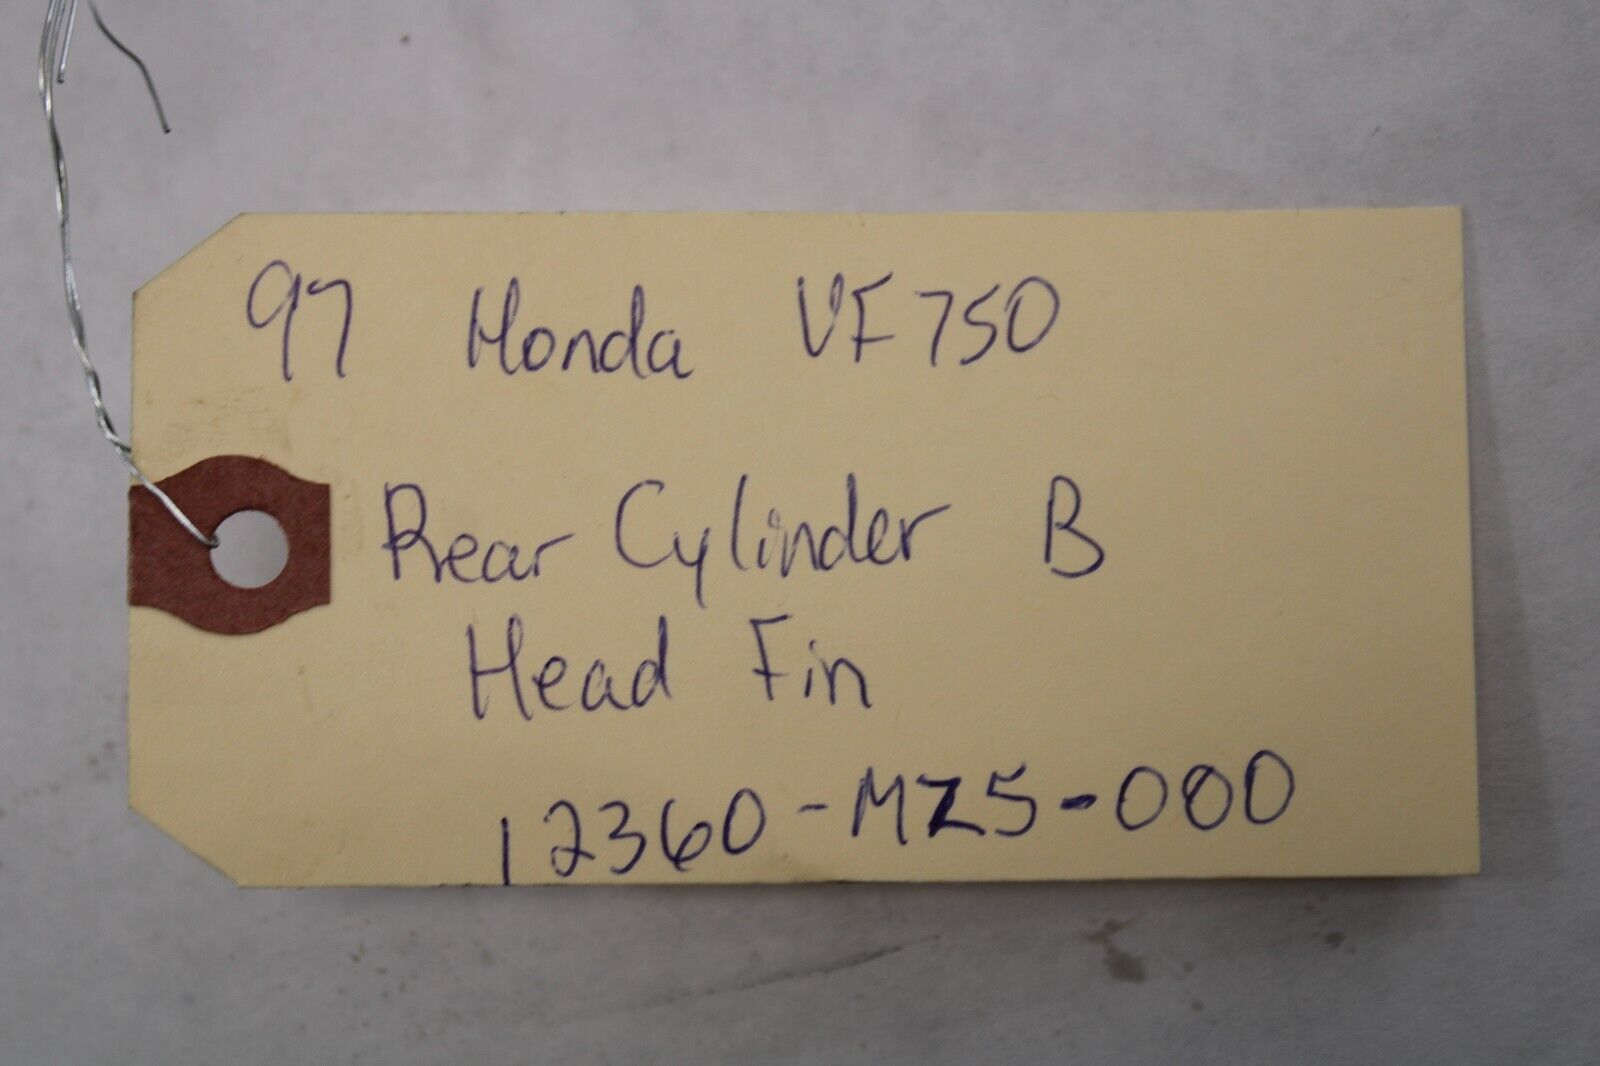 97 Honda VF750
Rear Cylinder B
Head Fin
12360-MZ5-000